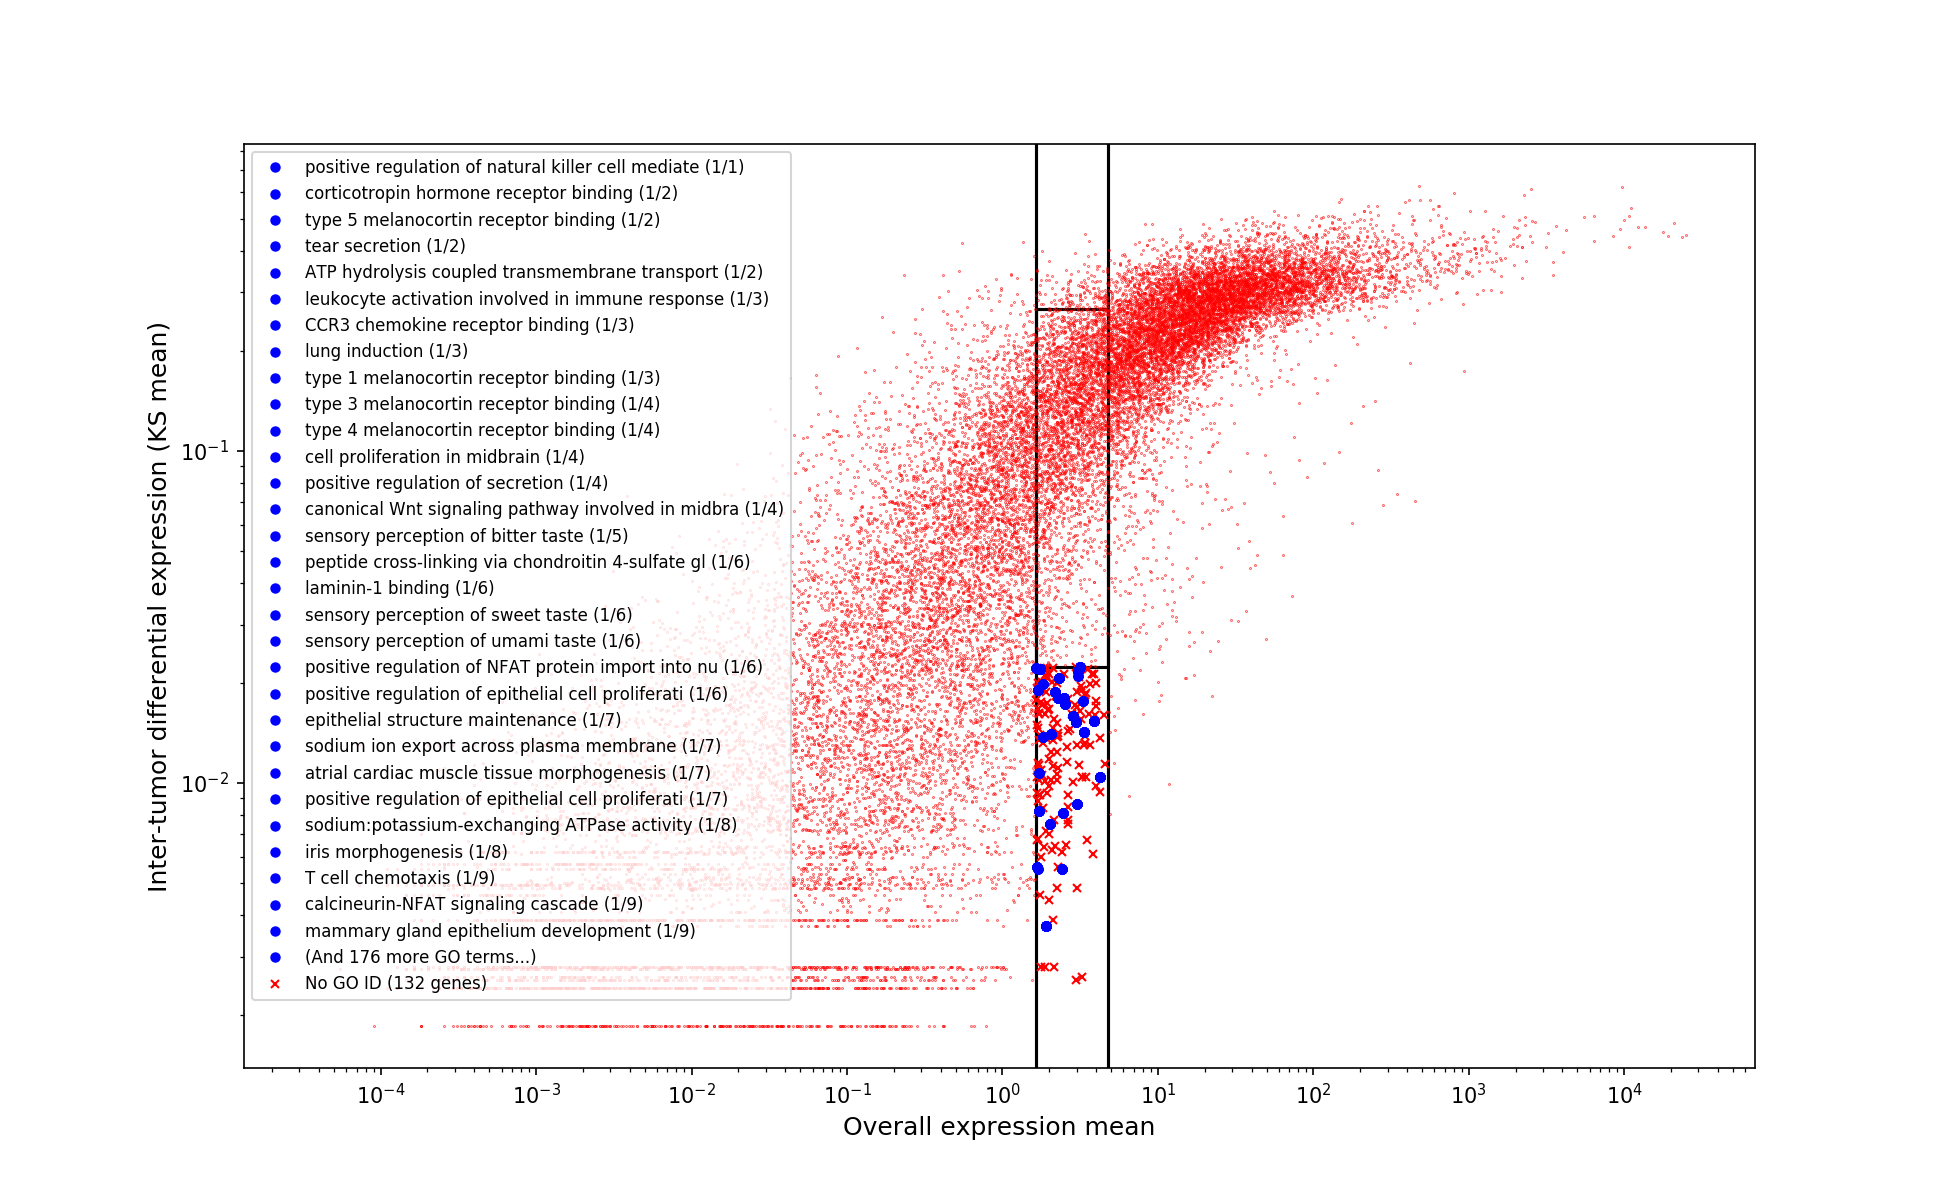 positive regulation of natural killer cell mediate (1/1)
corticotropin hormone receptor binding (1/2)
type 5 melanocortin receptor binding (1/2)
tear secretion (1/2)
ATP hydrolysis coupled transmembrane transport (1/2)
leukocyte activation involved in immune response (1/3)
CCR3 chemokine receptor binding (1/3)
lung induction (1/3)
type 1 melanocortin receptor binding (1/3)
type 3 melanocortin receptor binding (1/4)
type 4 melanocortin receptor binding (1/4)
cell proliferation in midbrain (1/4)
positive regulation of secretion (1/4)
canonical Wnt signaling pathway involved in midbra (1/4)
sensory perception of bitter taste (1/5)
peptide cross-linking via chondroitin 4-sulfate gl (1/6)
laminin-1 binding (1/6)
sensory perception of sweet taste (1/6)
sensory perception of umami taste (1/6)
positive regulation of NFAT protein import into nu (1/6)
positive regulation of epithelial cell proliferati (1/6)
epithelial structure maintenance (1/7)
sodium ion export across plasma membrane (1/7)
atrial cardiac muscle tissue morphogenesis (1/7)
positive regulation of epithelial cell proliferati (1/7)
sodium:potassium-exchanging ATPase activity (1/8)
iris morphogenesis (1/8)
T cell chemotaxis (1/9)
calcineurin-NFAT signaling cascade (1/9)
mammary gland epithelium development (1/9)
(And 176 more GO terms...)
No GO ID (132 genes)
Inter-tumor differential expression (KS mean)
10⁻¹
10⁻²
10⁻⁴ 10⁻³ 10⁻² 10⁻¹ 10⁰ 10¹ 10² 10³ 10⁴
Overall expression mean